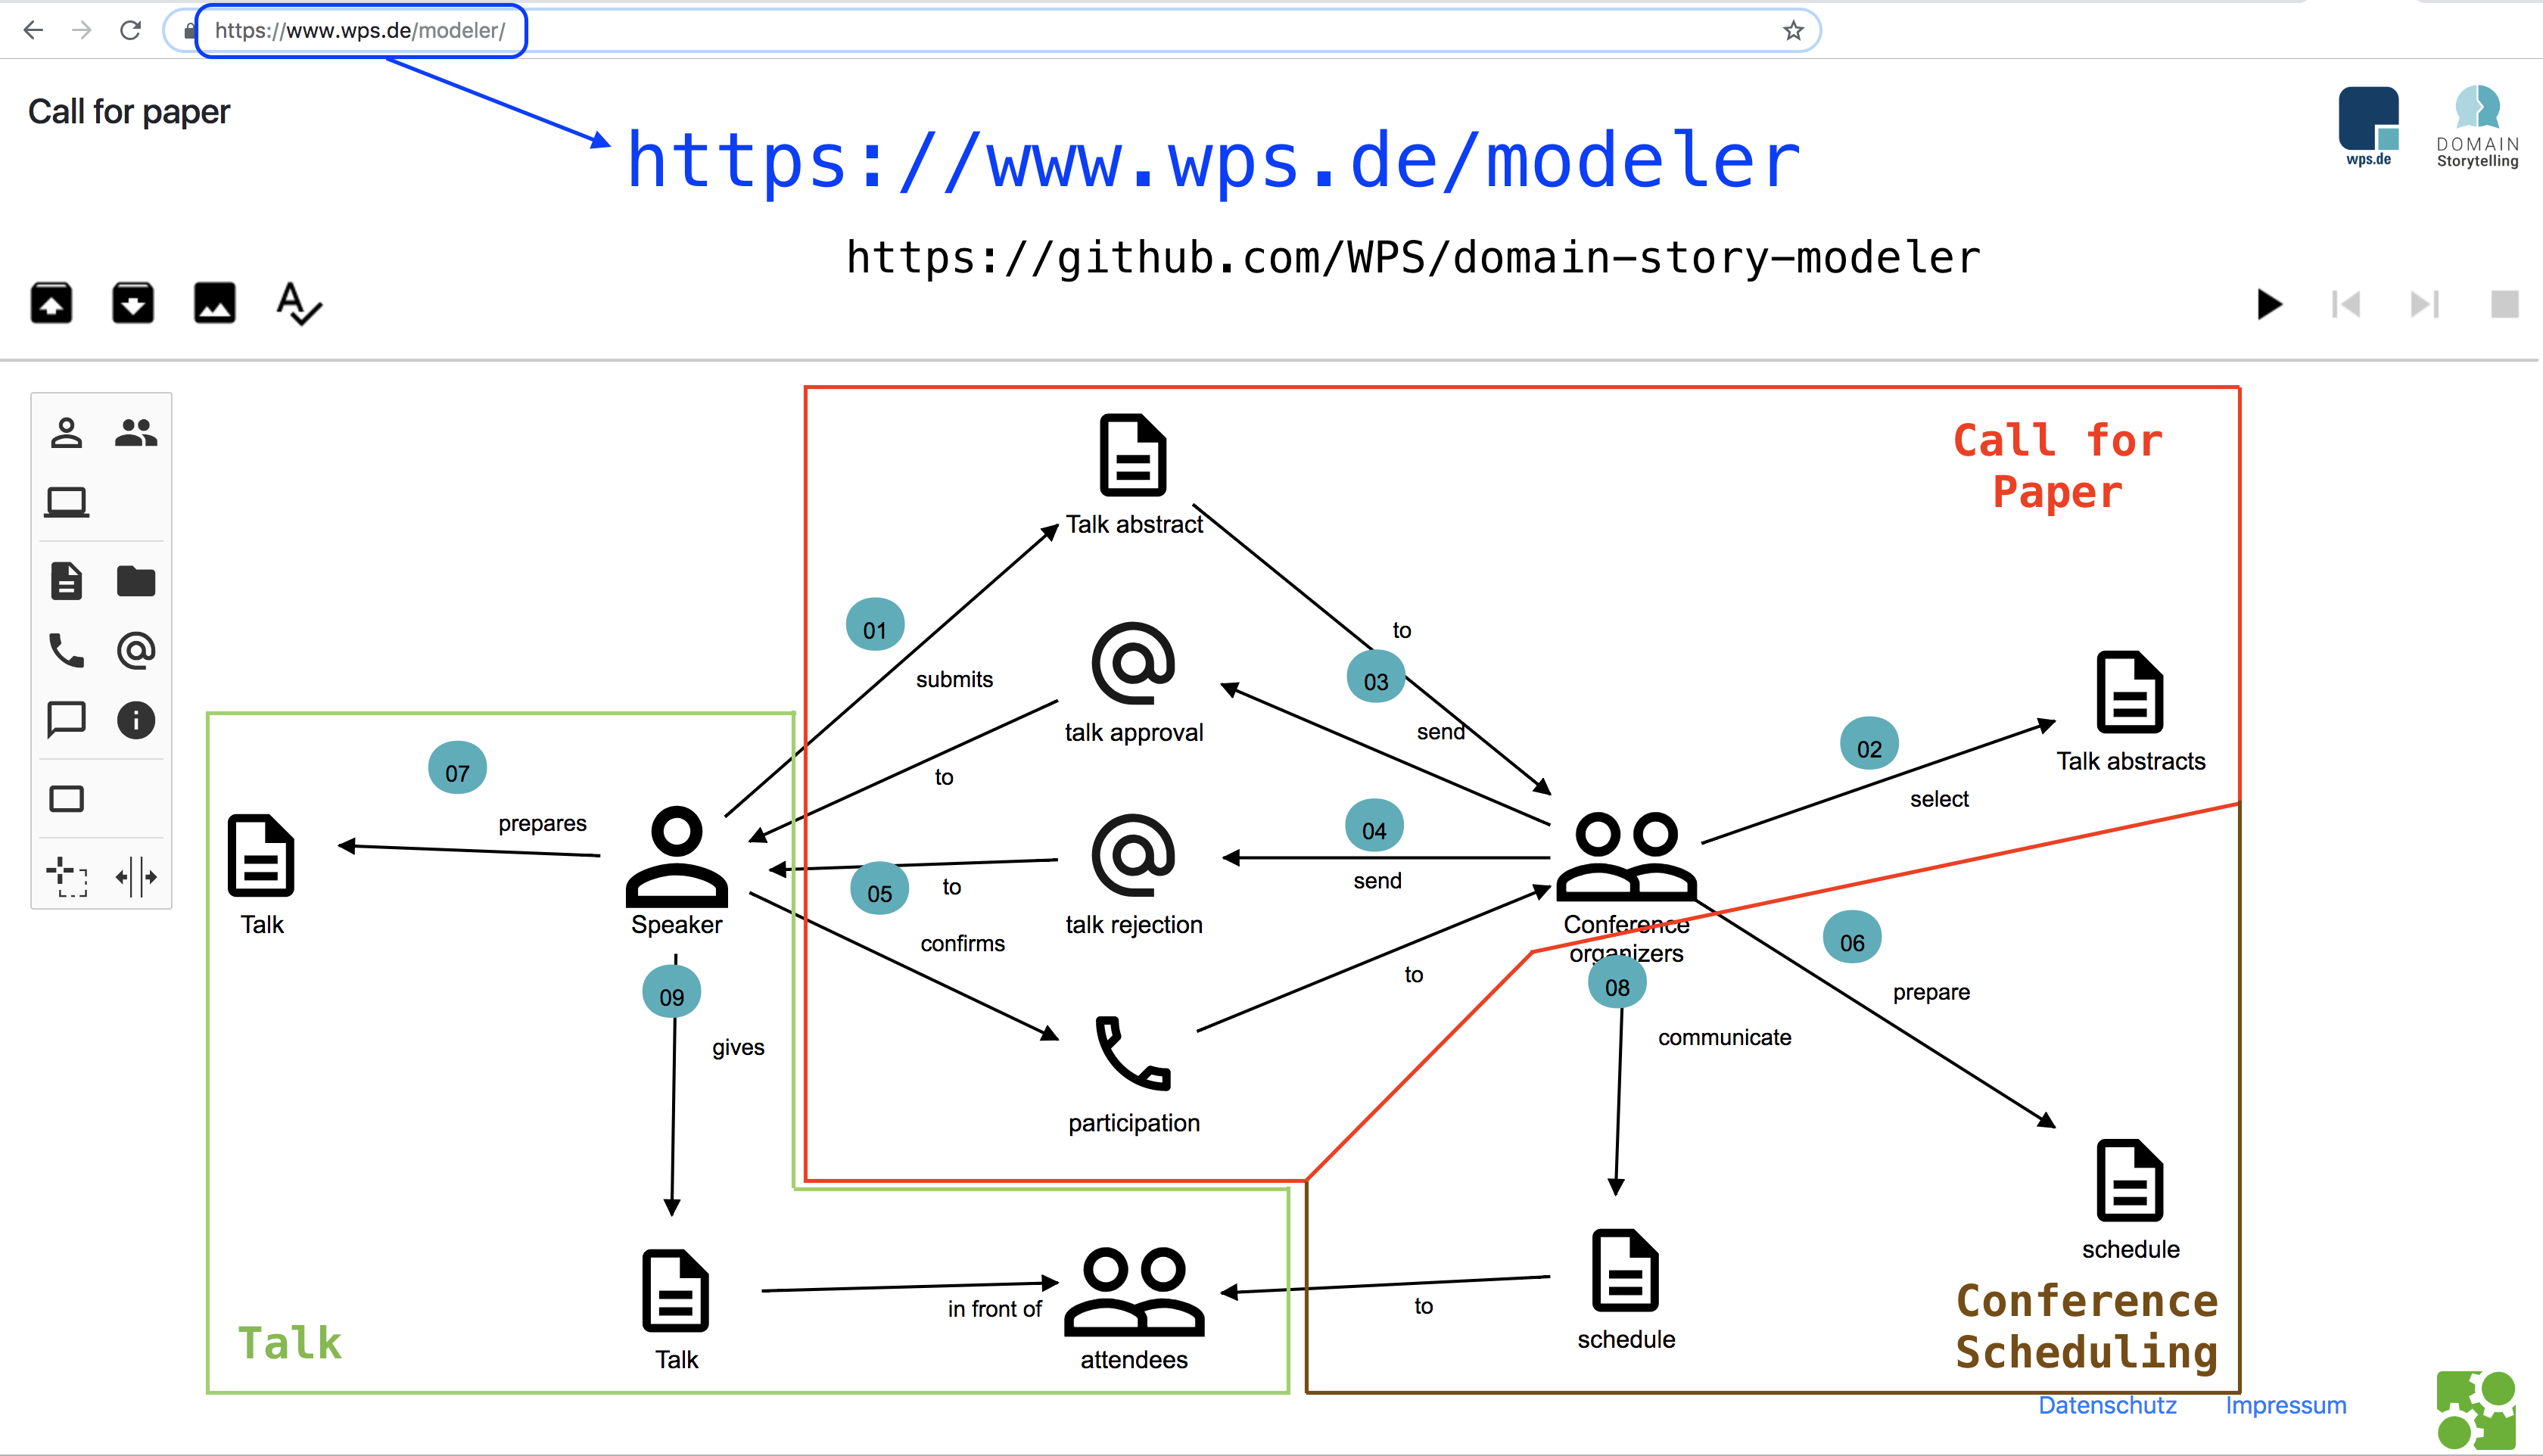 https://www.wps.de/modeler/
Call for paper
https://www.wps.de/modeler
wps.de
DOMAIN
Storytelling
https://github.com/WPS/domain-story-modeler
Call for
Paper
Talk abstract
01
to
submits
03
talk approval
send
02
Talk abstracts
07
to
select
prepares
04
send
05
to
Talk
Speaker
talk rejection
Conference
organizers
confirms
06
to
09
08
prepare
gives
communicate
participation
schedule
in front of
to
Conference
Scheduling
Talk
Talk
attendees
schedule
Datenschutz
Impressum